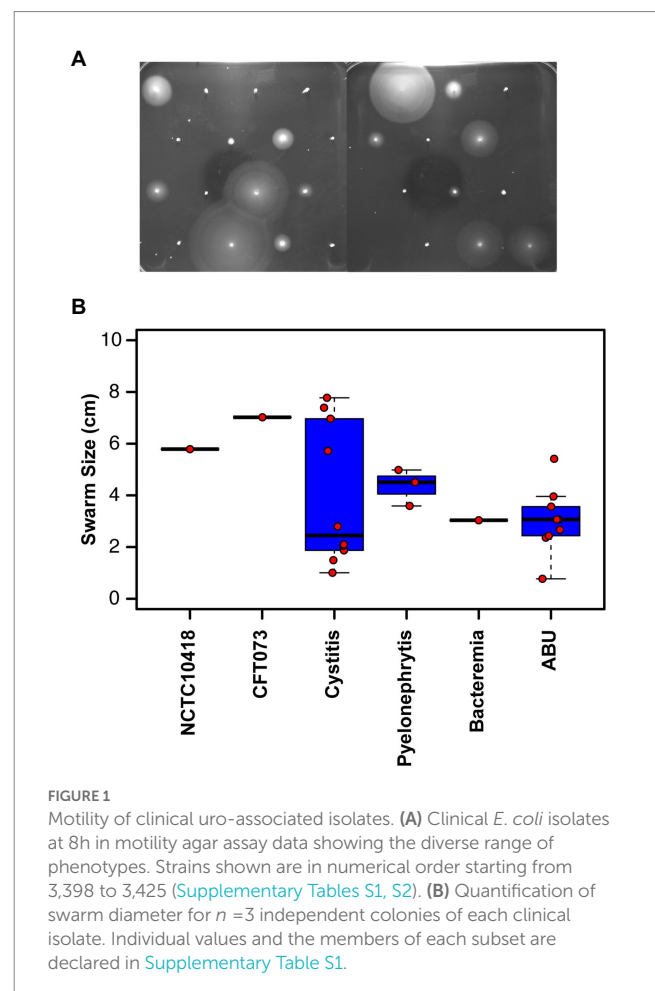 A
B
10
8
6
4
2
0
Swarm Size (cm)
NCTC10418
CFT073
Cystitis
Pyelonephrytis
Bacteremia
ABU
FIGURE 1
Motility of clinical uro-associated isolates. (A) Clinical E. coli isolates
at 8h in motility agar assay data showing the diverse range of
phenotypes. Strains shown are in numerical order starting from
3,398 to 3,425 (Supplementary Tables S1, S2). (B) Quantification of
swarm diameter for n =3 independent colonies of each clinical
isolate. Individual values and the members of each subset are
declared in Supplementary Table S1.